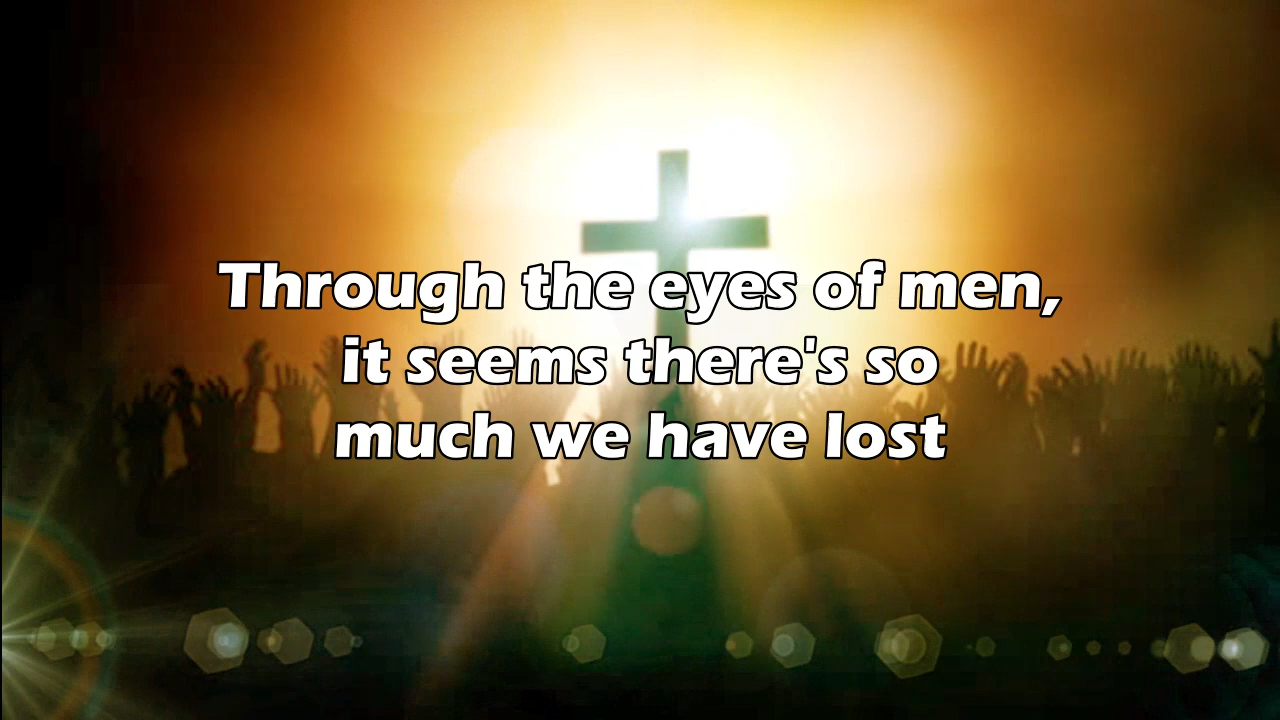 Through the eyes of men,
it seems there's so
much we have lost